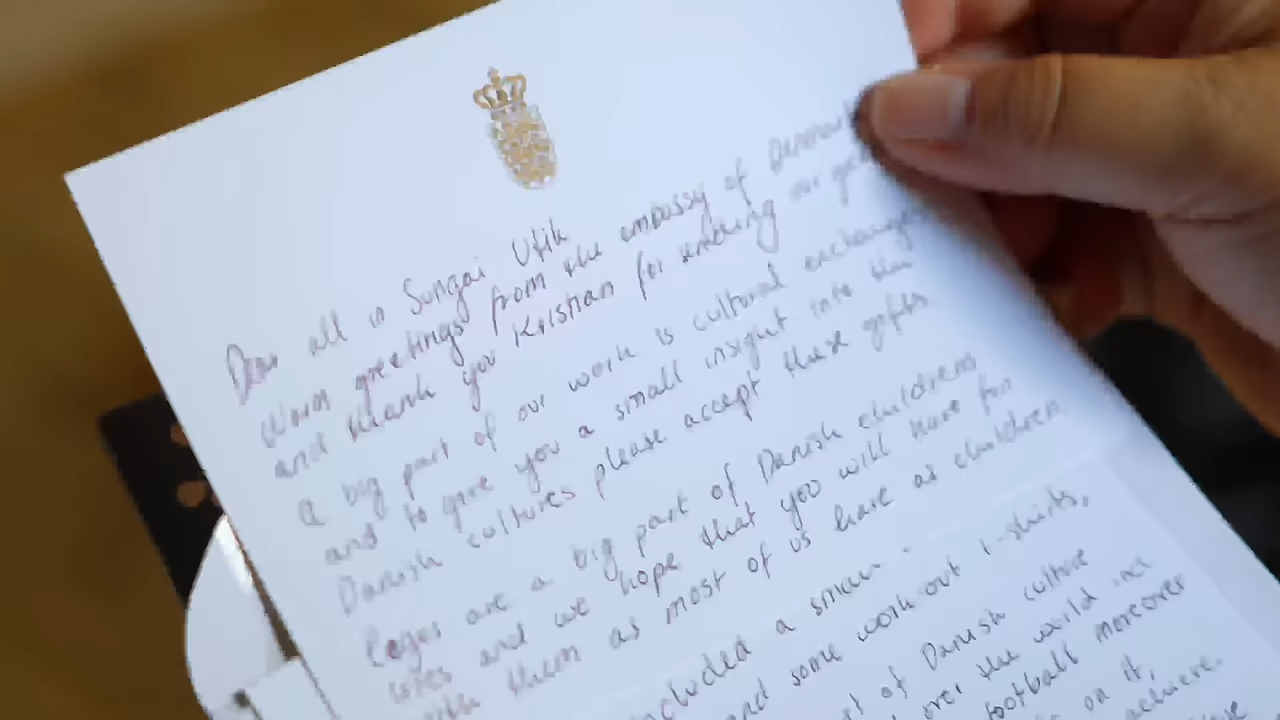 Dear all in Sungai Utik
Warm greetings from the embassy of Denmark
and thank you Kristian for sending our
A big part of our work is cultural exchange
and to give you a small insight into the
Danish cultures please accept these gifts
Legos are a big part of Danish childrens
lives and we hope that you will have fun
with them as most of us have as children
included a small
and some work-out t-shirts,
of Danish culture
over the world
football moreover
on it,
achieve.